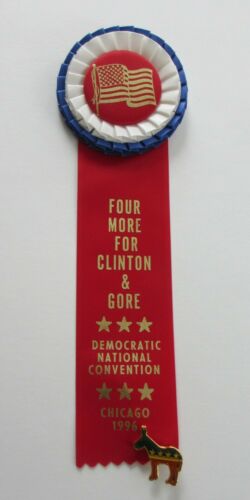 FOUR
MORE
FOR
CLINTON
&
GORE
★★★
DEMOCRATIC
NATIONAL
CONVENTION
★★★
CHICAGO
1996